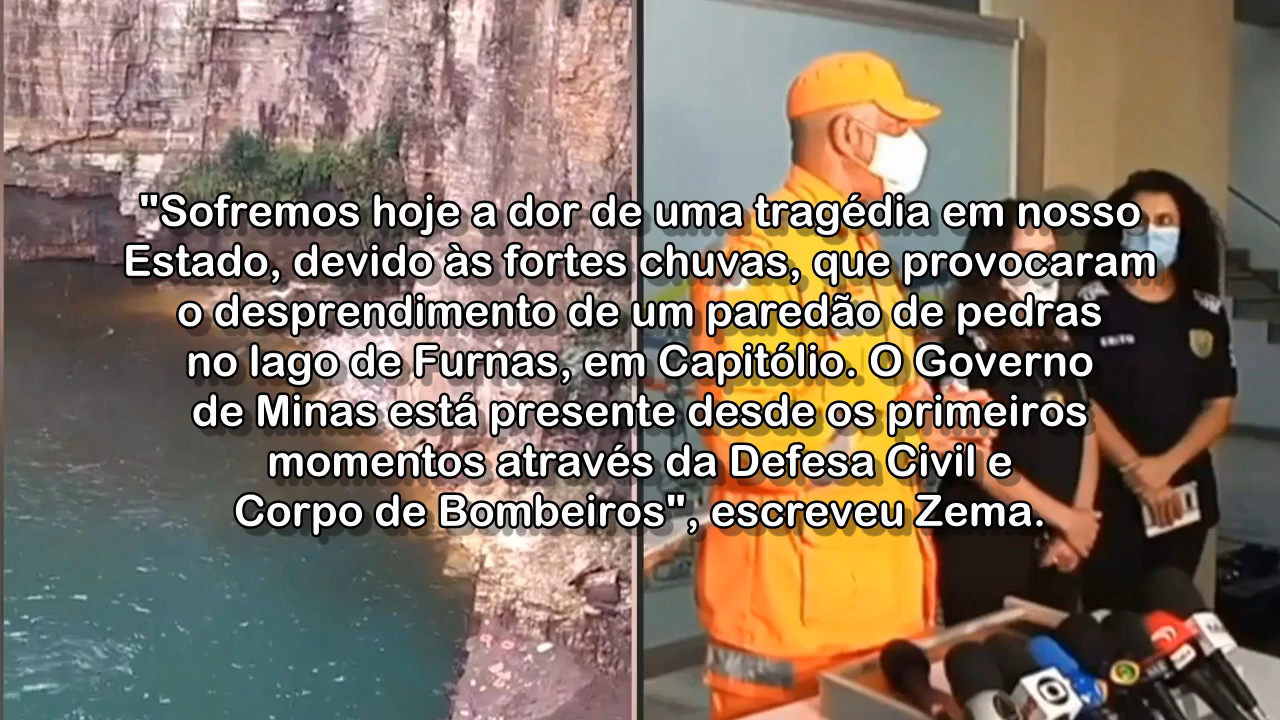 "Sofremos hoje a dor de uma tragédia em nosso
Estado, devido às fortes chuvas, que provocaram
o desprendimento de um paredão de pedras
no lago de Furnas, em Capitólio. O Governo
de Minas está presente desde os primeiros
momentos através da Defesa Civil e
Corpo de Bombeiros", escreveu Zema.